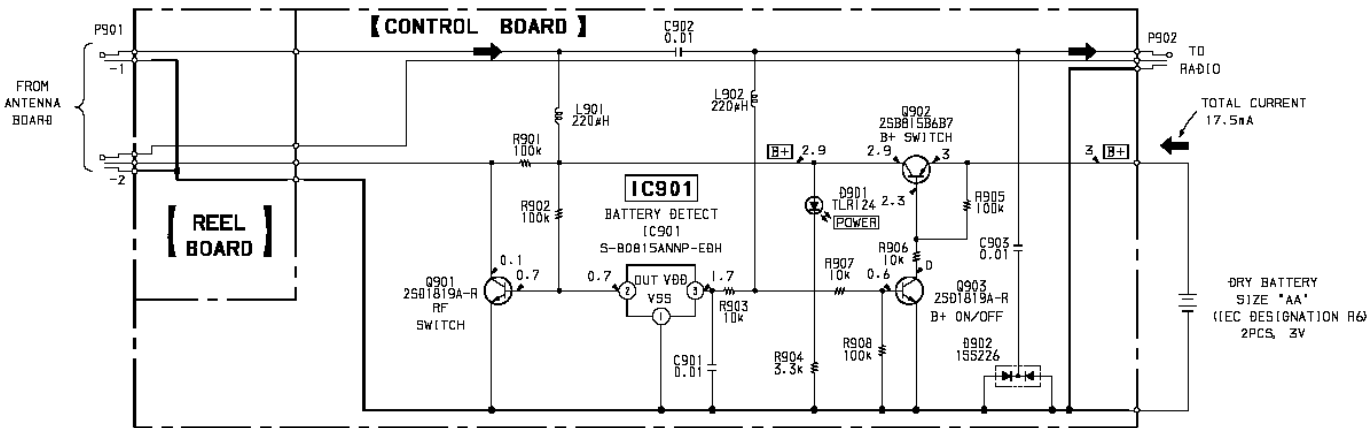 P901
-1
FROM
ANTENNA
BOARD
-2
【 CONTROL BOARD 】
C902
0.01
P902
TO
RADIO
TOTAL CURRENT
17.5mA
L901
220μH
L902
220μH
Q902
2SB815B6B7
B+ SWITCH
R901
100k
B+
2.9
2.9
3
3
B+
R902
100k
IC901
BATTERY DETECT
IC901
S-80815ANNP-EDH
D901
TLR124
POWER
2.3
R905
100k
【 REEL
BOARD 】
R906
10k
C903
0.01
0.1
Q901
2SD1819A-R
RF
SWITCH
0.7
0.7
2
OUT VDD
VSS
3
1
1.7
R903
10k
R907
10k
0.6
0
Q903
2SD1819A-R
B+ ON/OFF
DRY BATTERY
SIZE "AA"
(IEC DESIGNATION R6)
2PCS, 3V
C901
0.01
R904
3.3k
R908
100k
D902
1SS226